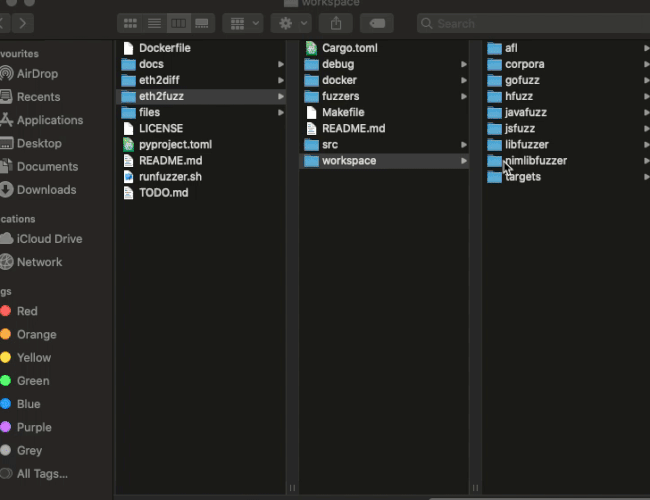 workspace
Search
vourites
AirDrop
Recents
Applications
Desktop
Documents
Downloads
cations
iCloud Drive
Network
gs
Red
Orange
Yellow
Green
Blue
Purple
Grey
All Tags...
Dockerfile
docs
eth2diff
eth2fuzz
files
LICENSE
pyproject.toml
README.md
runfuzzer.sh
TODO.md
Cargo.toml
debug
docker
fuzzers
Makefile
README.md
src
workspace
afl
corpora
gofuzz
hfuzz
javafuzz
jsfuzz
libfuzzer
nimlibfuzzer
targets